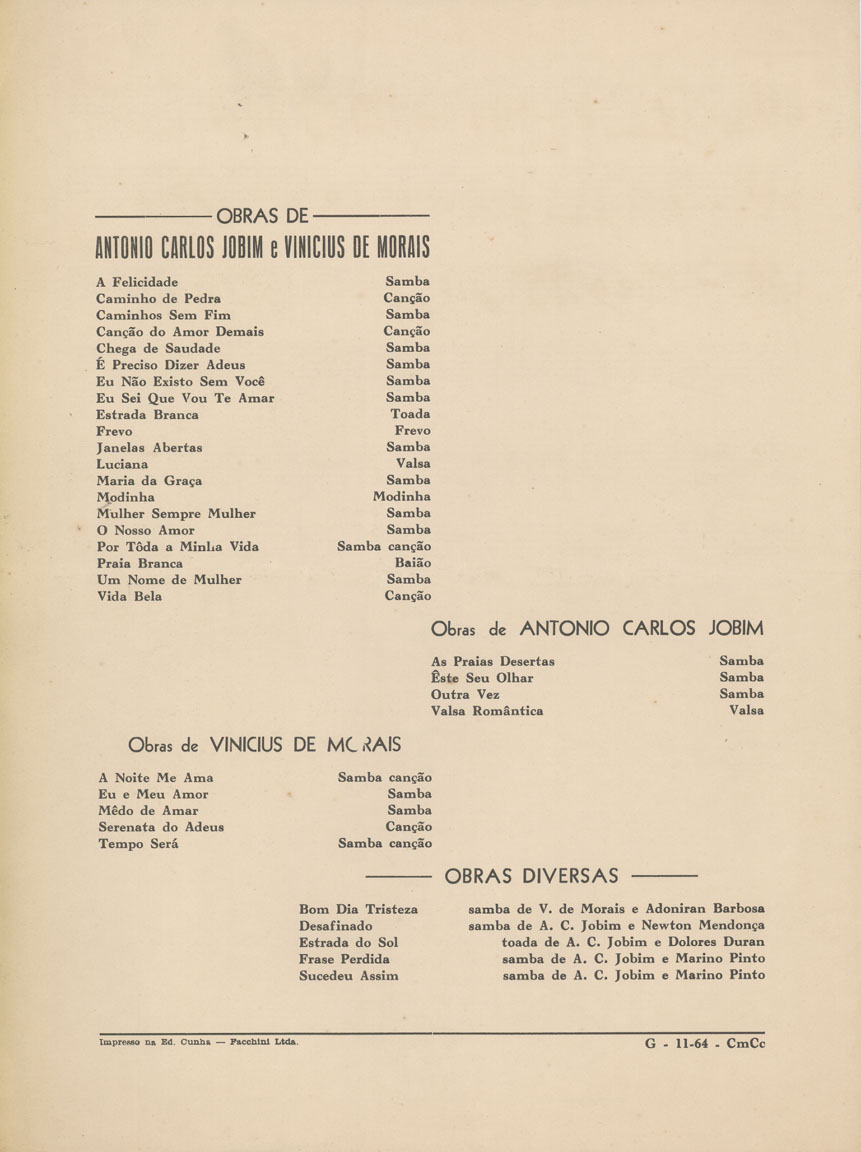 OBRAS DE
ANTONIO CARLOS JOBIM e VINICIUS DE MORAIS
A Felicidade Samba
Caminho de Pedra Canção
Caminhos Sem Fim Samba
Canção do Amor Demais Canção
Chega de Saudade Samba
É Preciso Dizer Adeus Samba
Eu Não Existo Sem Você Samba
Eu Sei Que Vou Te Amar Samba
Estrada Branca Toada
Frevo Frevo
Janelas Abertas Samba
Luciana Valsa
Maria da Graça Samba
Modinha Modinha
Mulher Sempre Mulher Samba
O Nosso Amor Samba
Por Tôda a Minha Vida Samba canção
Praia Branca Baião
Um Nome de Mulher Samba
Vida Bela Canção
Obras de ANTONIO CARLOS JOBIM
As Praias Desertas Samba
Êste Seu Olhar Samba
Outra Vez Samba
Valsa Romântica Valsa
Obras de VINICIUS DE MORAIS
A Noite Me Ama Samba canção
Eu e Meu Amor Samba
Mêdo de Amar Samba
Serenata do Adeus Canção
Tempo Será Samba canção
OBRAS DIVERSAS
Bom Dia Tristeza samba de V. de Morais e Adoniran Barbosa
Desafinado samba de A. C. Jobim e Newton Mendonça
Estrada do Sol toada de A. C. Jobim e Dolores Duran
Frase Perdida samba de A. C. Jobim e Marino Pinto
Sucedeu Assim samba de A. C. Jobim e Marino Pinto
Impresso na Ed. Cunha — Facchini Ltda.
G - 11-64 - CmCc